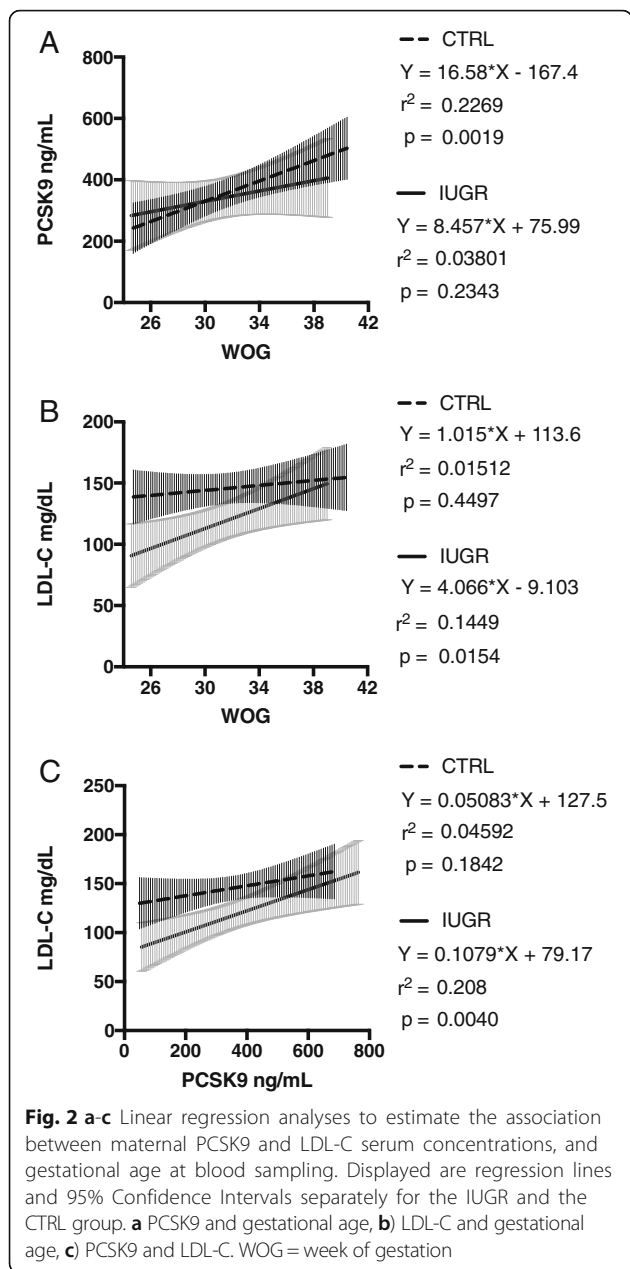 A
PCSK9 ng/mL
800
600
400
200
0
26 30 34 38 42
WOG
CTRL
Y = 16.58*X - 167.4
r² = 0.2269
p = 0.0019
IUGR
Y = 8.457*X + 75.99
r² = 0.03801
p = 0.2343
B
LDL-C mg/dL
200
150
100
50
0
26 30 34 38 42
WOG
CTRL
Y = 1.015*X + 113.6
r² = 0.01512
p = 0.4497
IUGR
Y = 4.066*X - 9.103
r² = 0.1449
p = 0.0154
C
LDL-C mg/dL
250
200
150
100
50
0
0 200 400 600 800
PCSK9 ng/mL
CTRL
Y = 0.05083*X + 127.5
r² = 0.04592
p = 0.1842
IUGR
Y = 0.1079*X + 79.17
r² = 0.208
p = 0.0040
Fig. 2 a-c Linear regression analyses to estimate the association
between maternal PCSK9 and LDL-C serum concentrations, and
gestational age at blood sampling. Displayed are regression lines
and 95% Confidence Intervals separately for the IUGR and the
CTRL group. a PCSK9 and gestational age, b) LDL-C and gestational
age, c) PCSK9 and LDL-C. WOG = week of gestation